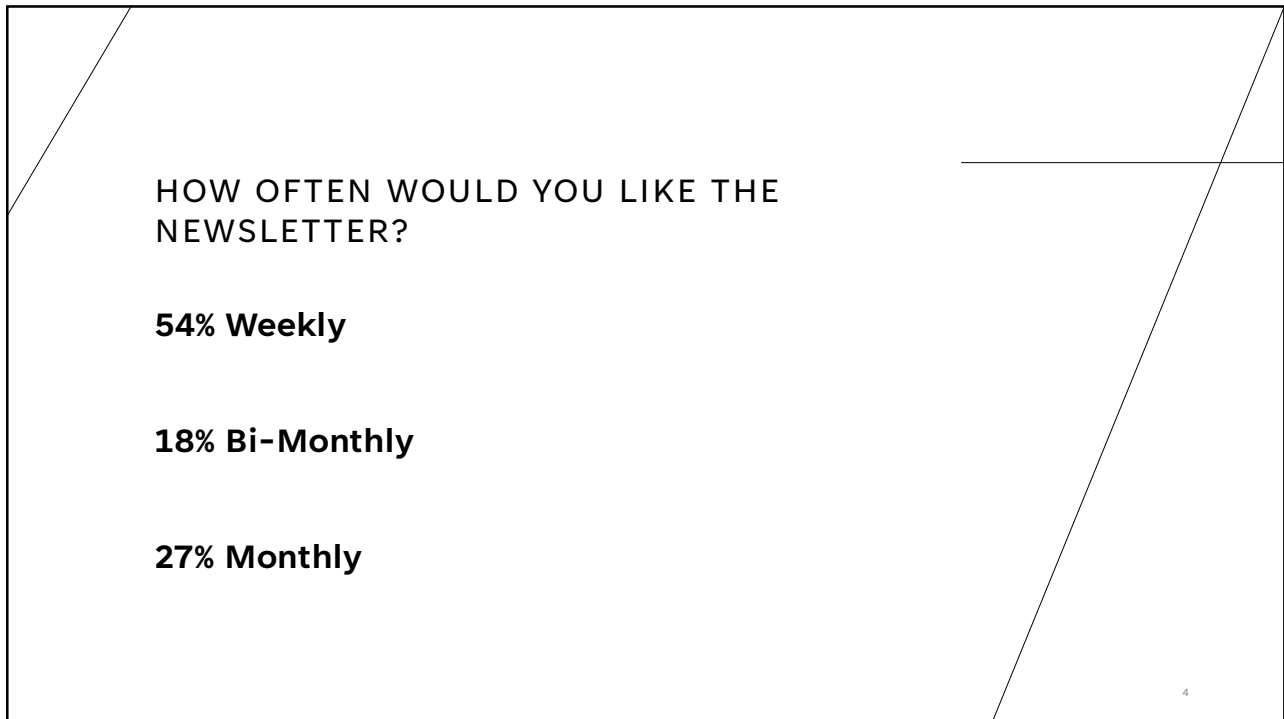 HOW OFTEN WOULD YOU LIKE THE
NEWSLETTER?
54% Weekly
18% Bi-Monthly
27% Monthly
4